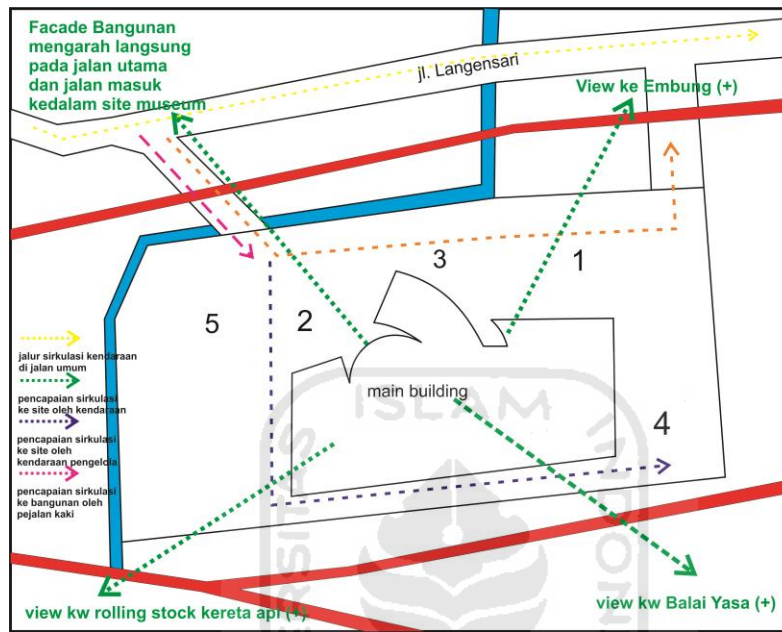 Facade Bangunan
mengarah langsung
pada jalan utama
dan jalan masuk
kedalam site museum
jl. Langensari
View ke Embung (+)
3
1
5
2
jalur sirkulasi kendaraan
di jalan umum
main building
pencapaian sirkulasi
ke site oleh kendaraan
4
pencapaian sirkulasi
ke site oleh
kendaraan pengelola
pencapaian sirkulasi
ke bangunan oleh
pejalan kaki
view kw rolling stock kereta api (+)
view kw Balai Yasa (+)
ISLAM